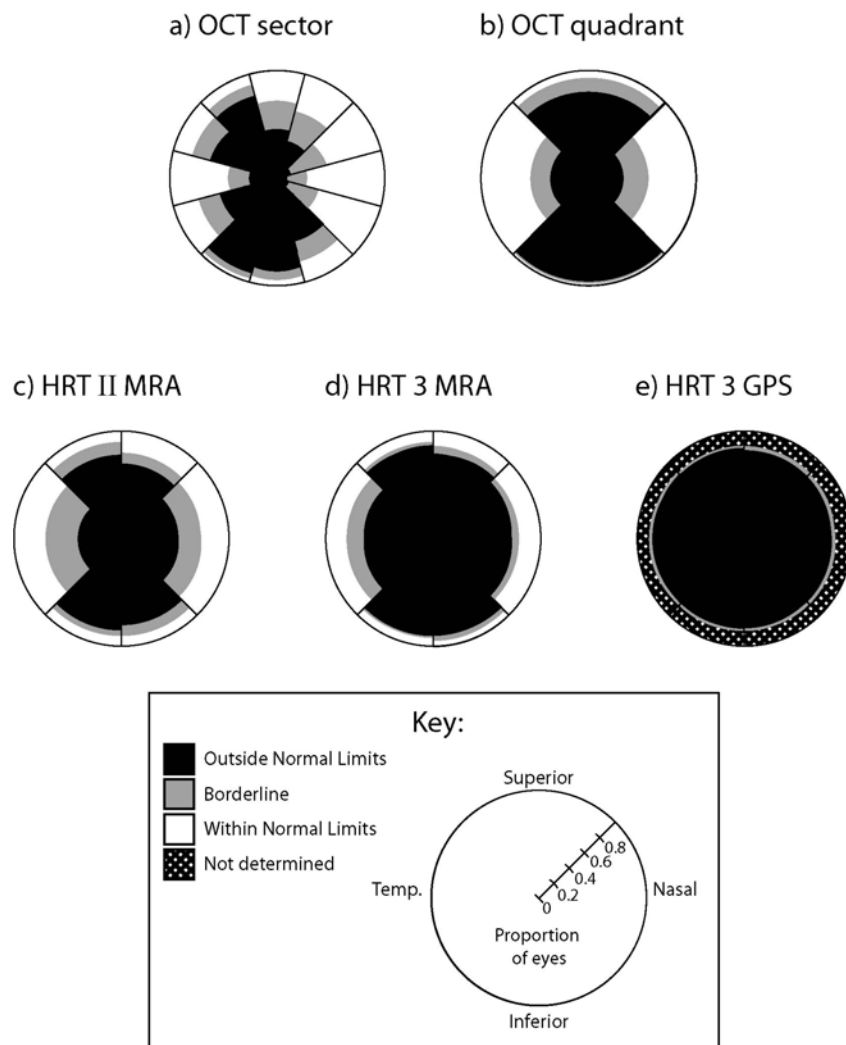 a) OCT sector
b) OCT quadrant
c) HRT II MRA
d) HRT 3 MRA
e) HRT 3 GPS
Key:
Outside Normal Limits
Borderline
Within Normal Limits
Not determined
Superior
0.8
0.6
0.4
0.2
0
Temp.
Nasal
Proportion
of eyes
Inferior